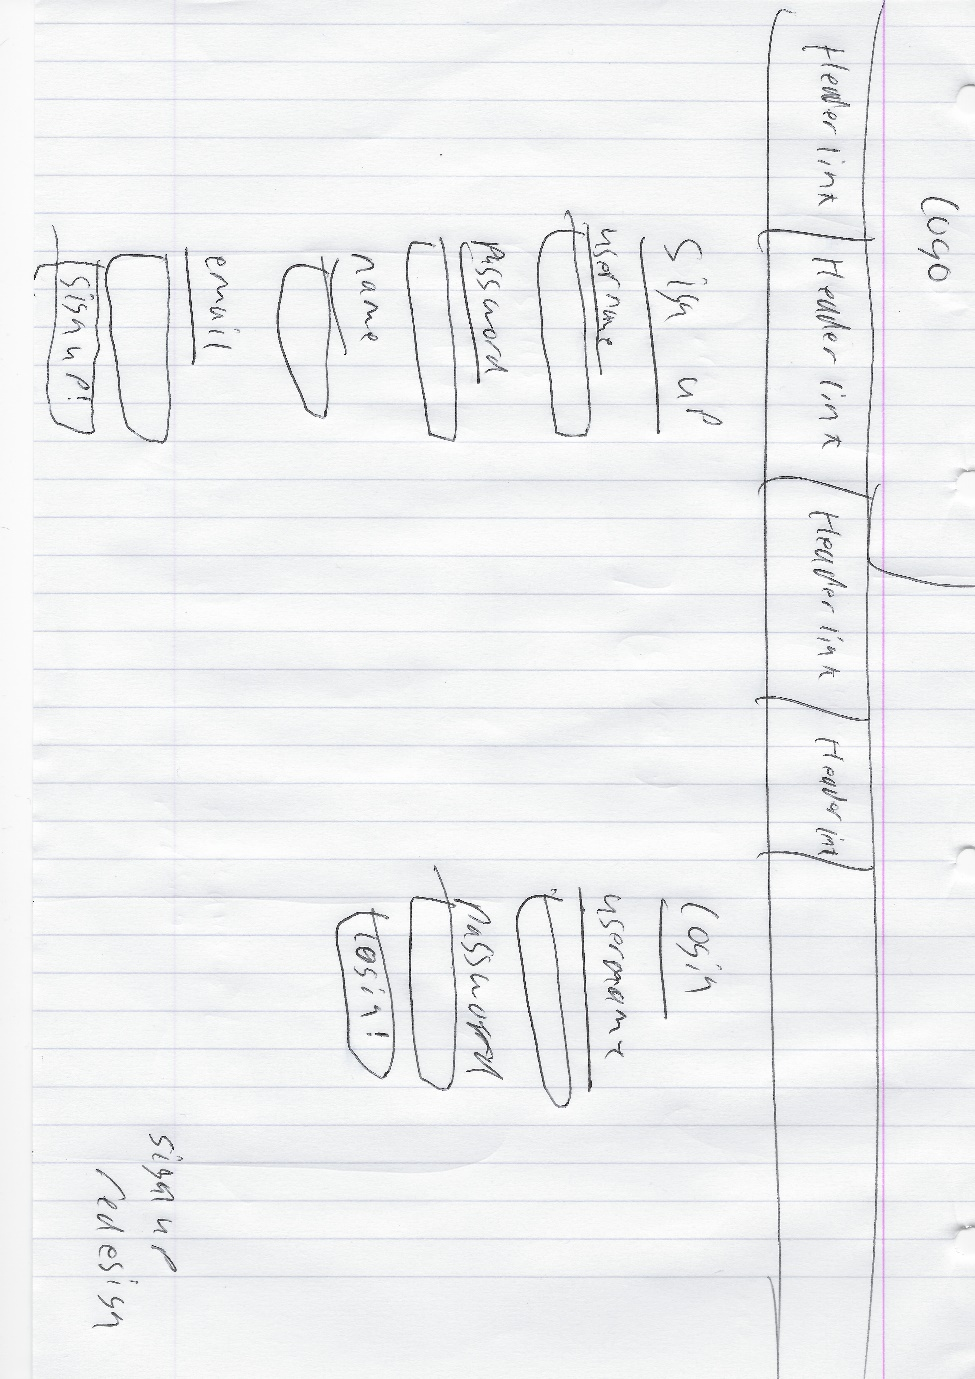 Logo
Header link Header link Header link Header link
Sign up
username
password
name
email
Sign up!
Login
username
password
Login!
Sign up
redesign